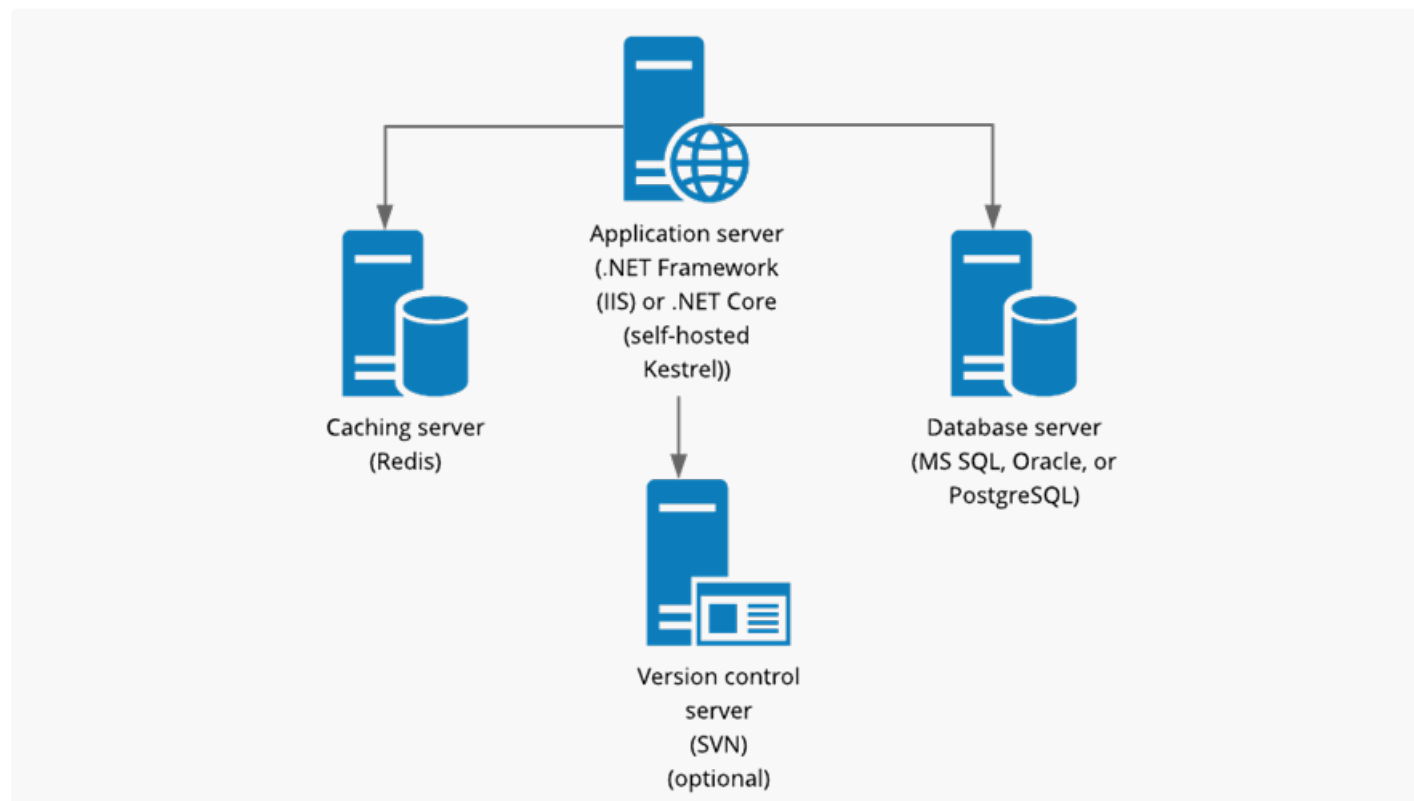 Application server
(.NET Framework
(IIS) or .NET Core
(self-hosted
Kestrel))
Caching server
(Redis)
Database server
(MS SQL, Oracle, or
PostgreSQL)
Version control
server
(SVN)
(optional)